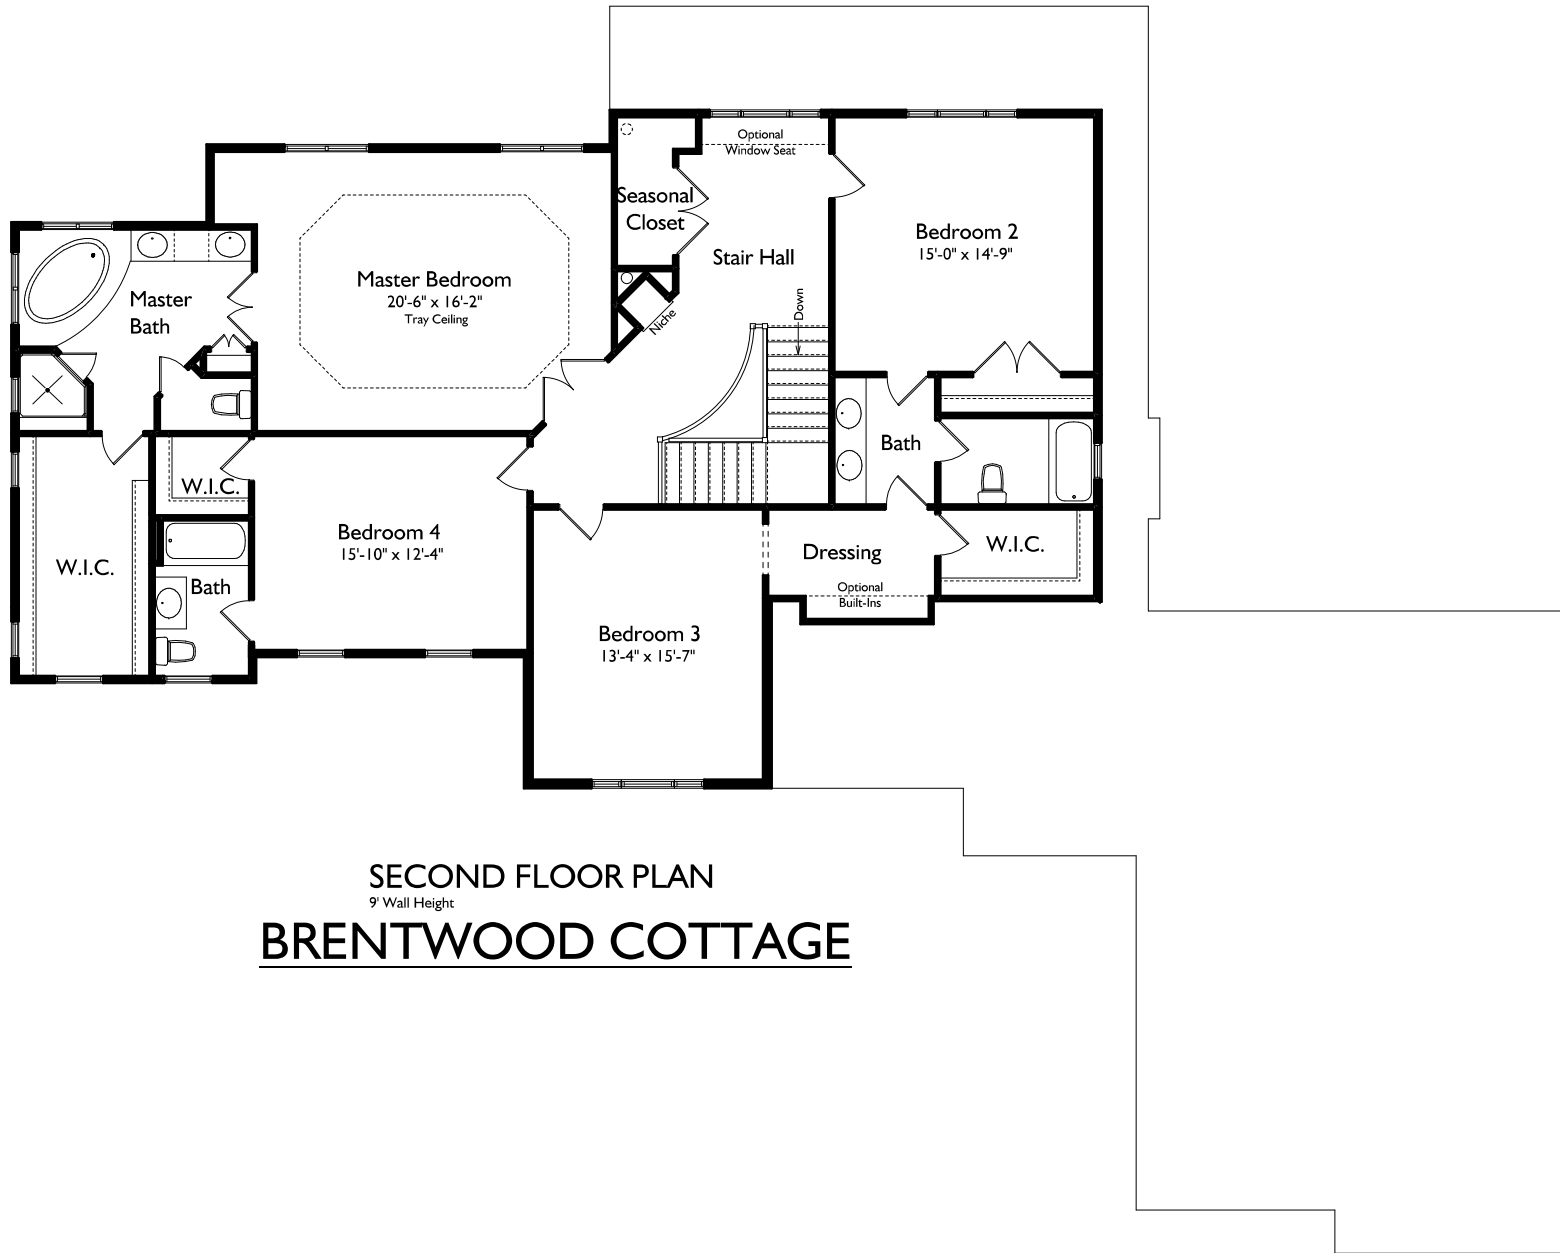 Optional
Window Seat
Seasonal
Closet
Stair Hall
Bedroom 2
15'-0" x 14'-9"
Master Bedroom
20'-6" x 16'-2"
Tray Ceiling
Master
Bath
Niche
Down
Bath
W.I.C.
Bedroom 4
15'-10" x 12'-4"
W.I.C.
Bath
Dressing
W.I.C.
Optional
Built-Ins
Bedroom 3
13'-4" x 15'-7"
SECOND FLOOR PLAN
9' Wall Height
BRENTWOOD COTTAGE